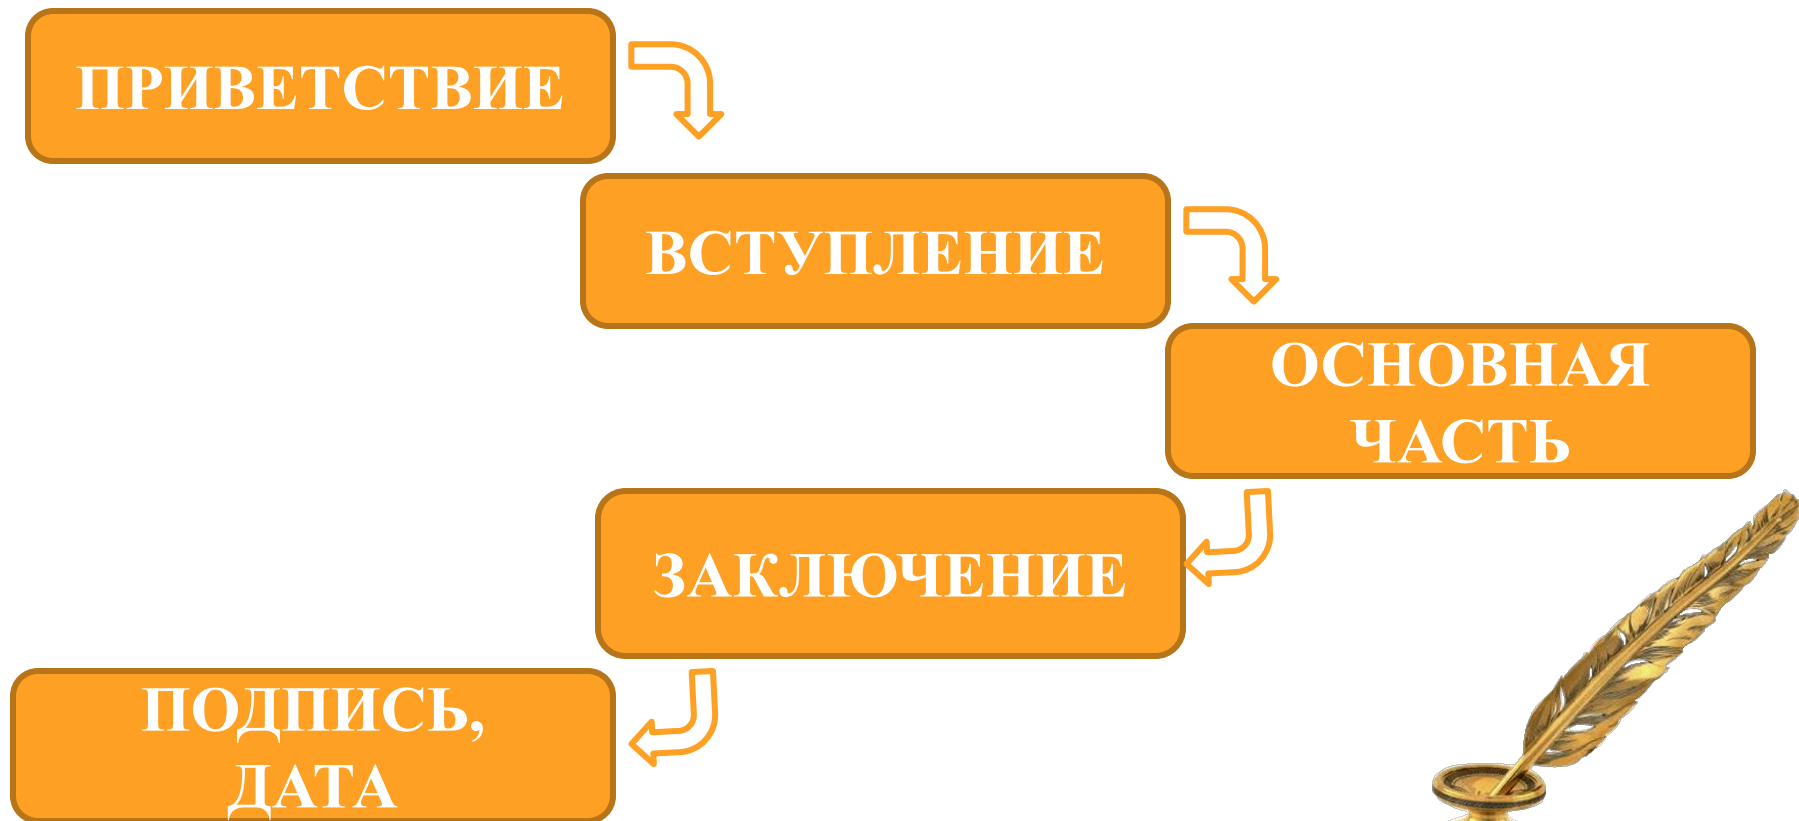 ПРИВЕТСТВИЕ
ВСТУПЛЕНИЕ
ОСНОВНАЯ
ЧАСТЬ
ЗАКЛЮЧЕНИЕ
ПОДПИСЬ,
ДАТА